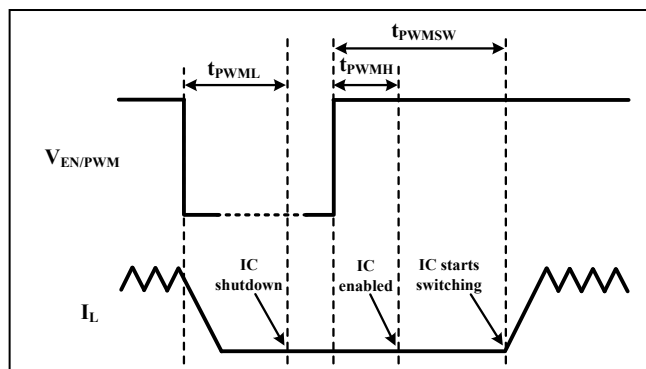 tPWMSW
tPWML
tPWMH
VEN/PWM
IC
shutdown
IC
enabled
IC starts
switching
IL